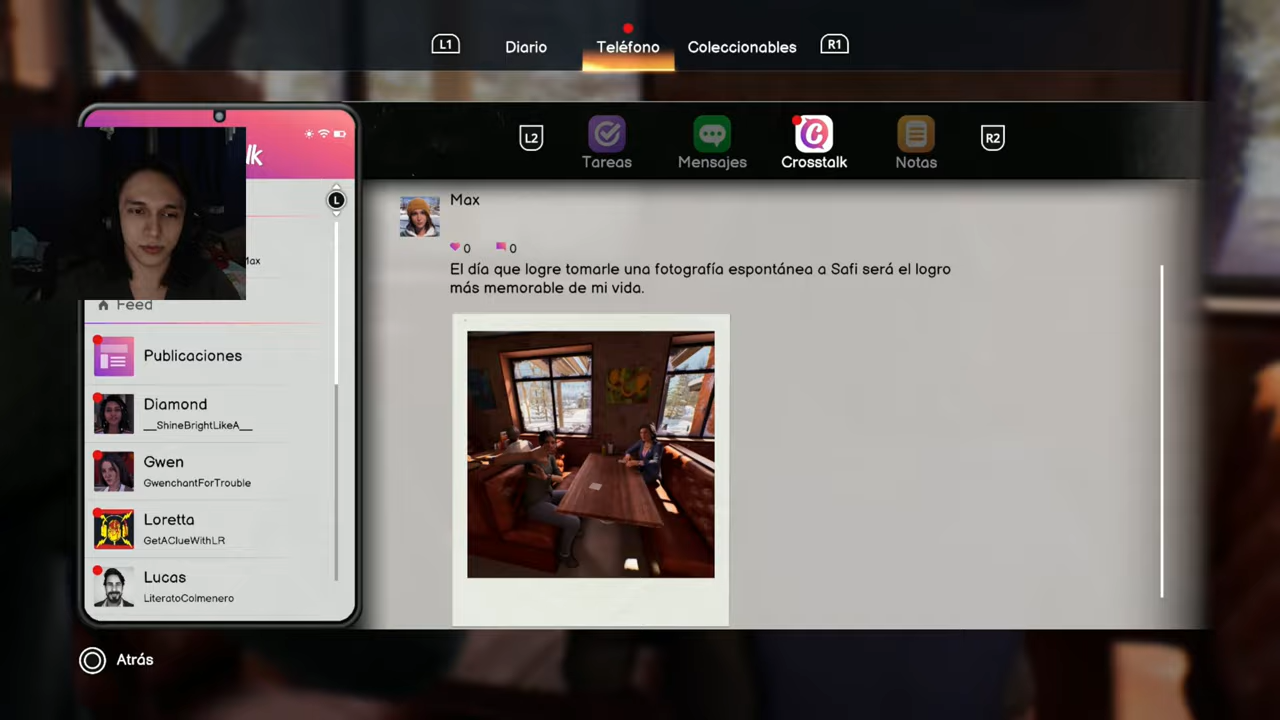 L1
Diario
Teléfono
Coleccionables
R1
L2
Tareas
Mensajes
Crosstalk
Notas
R2
lk
L
Max
Feed
Publicaciones
Diamond
__ShineBrightLikeA__
Gwen
GwenchantForTrouble
Loretta
GetAClueWithLR
Lucas
LiteratoColmenero
Max
0 0
El día que logre tomarle una fotografía espontánea a Safi será el logro
más memorable de mi vida.
Atrás